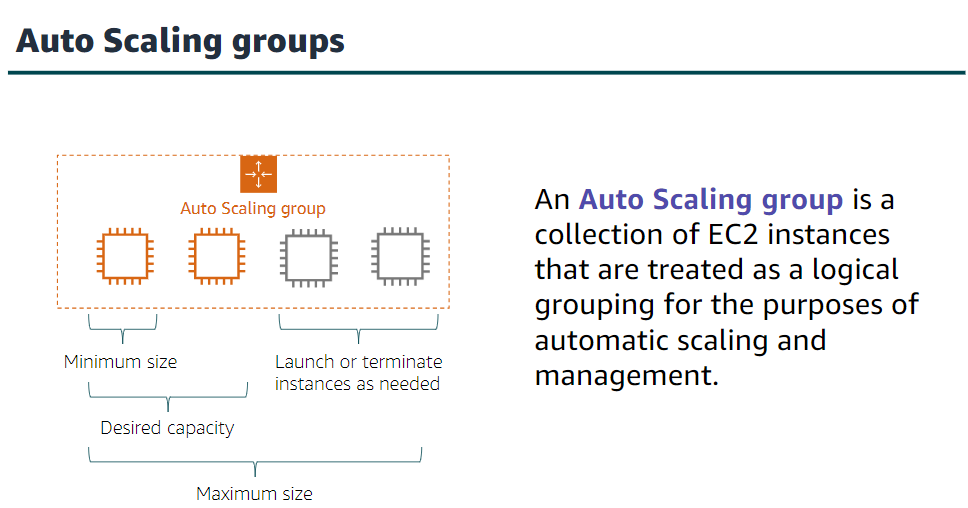 Auto Scaling groups
Auto Scaling group
Minimum size
Launch or terminate
instances as needed
Desired capacity
Maximum size
An Auto Scaling group is a
collection of EC2 instances
that are treated as a logical
grouping for the purposes of
automatic scaling and
management.